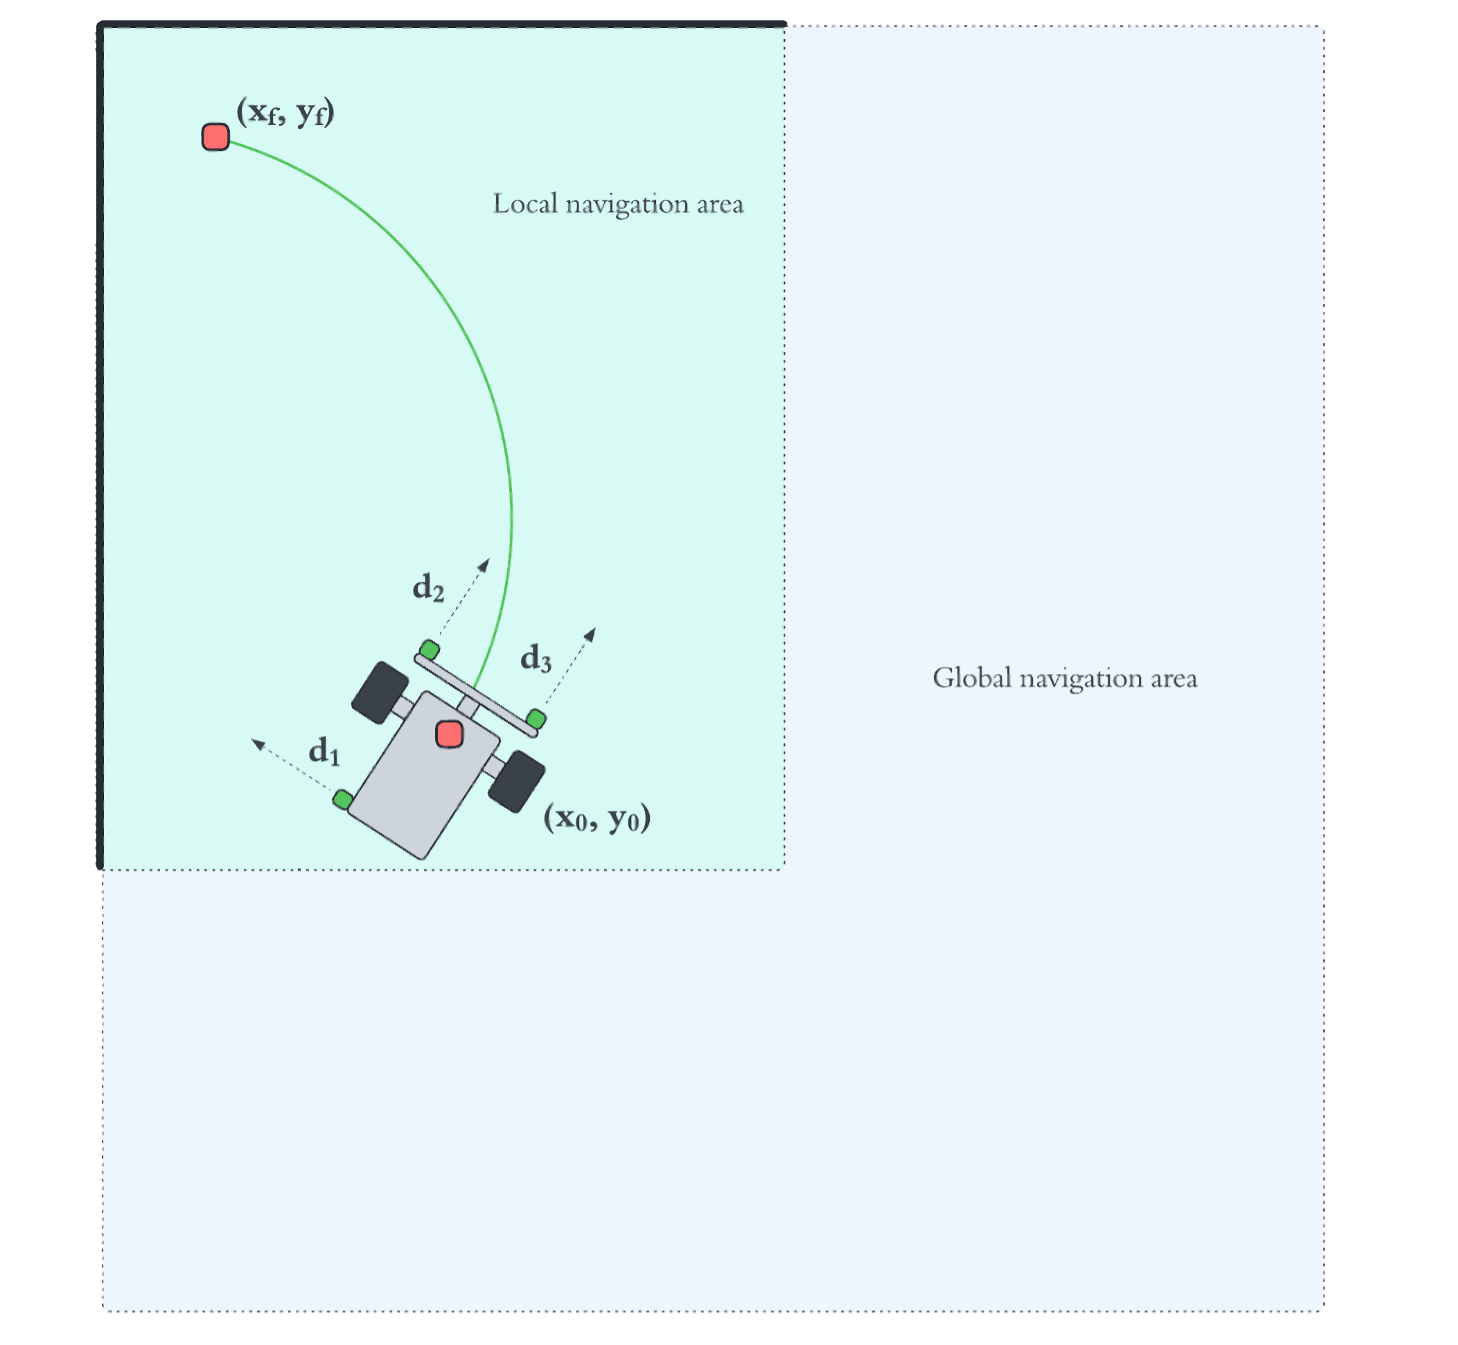 (xf, yf)
Local navigation area
d2
d3
Global navigation area
d1
(x0, y0)